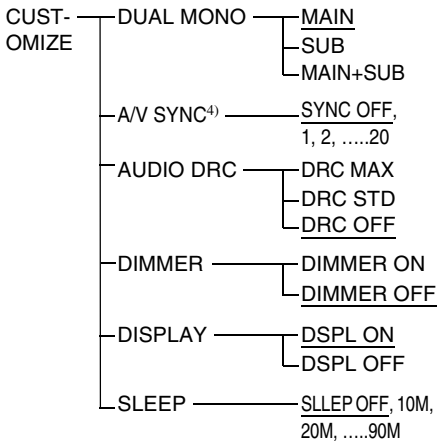 CUST- DUAL MONO MAIN
OMIZE SUB
MAIN+SUB
A/V SYNC4) SYNC OFF,
1, 2, .....20
AUDIO DRC DRC MAX
DRC STD
DRC OFF
DIMMER DIMMER ON
DIMMER OFF
DISPLAY DSPL ON
DSPL OFF
SLEEP SLLEP OFF, 10M,
20M, .....90M